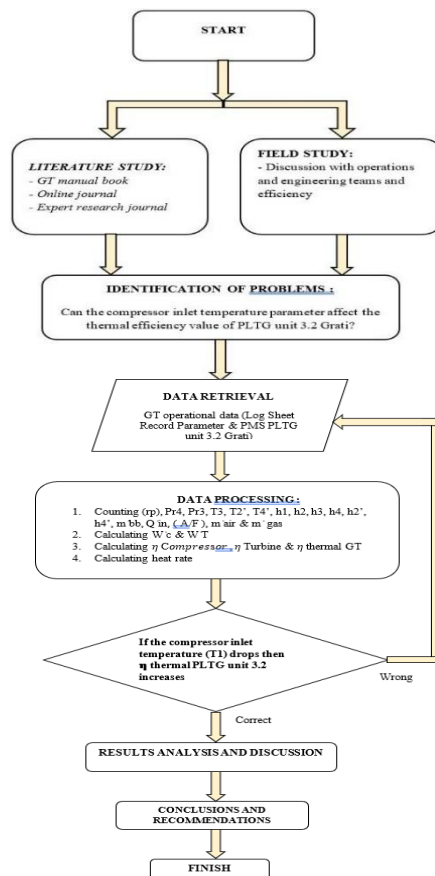 START
LITERATURE STUDY:
- GT manual book
- Online journal
- Expert research journal
FIELD STUDY:
- Discussion with operations
and engineering teams and
efficiency
IDENTIFICATION OF PROBLEMS :
Can the compressor inlet temperature parameter affect the
thermal efficiency value of PLTG unit 3.2 Grati?
DATA RETRIEVAL
GT operational data (Log Sheet
Record Parameter & PMS PLTG
unit 3.2 Grati)
DATA PROCESSING :
1. Counting (rp), Pr4, Pr3, T3, T2', T4', h1, h2, h3, h4, h2',
h4', m bb, Q in, ( A/F ), m air & m gas
2. Calculating W c & W T
3. Calculating η Compressor , η Turbine & η thermal GT
4. Calculating heat rate
If the compressor inlet
temperature (T1) drops then
η thermal PLTG unit 3.2
increases
Wrong
Correct
RESULTS ANALYSIS AND DISCUSSION
CONCLUSIONS AND
RECOMMENDATIONS
FINISH